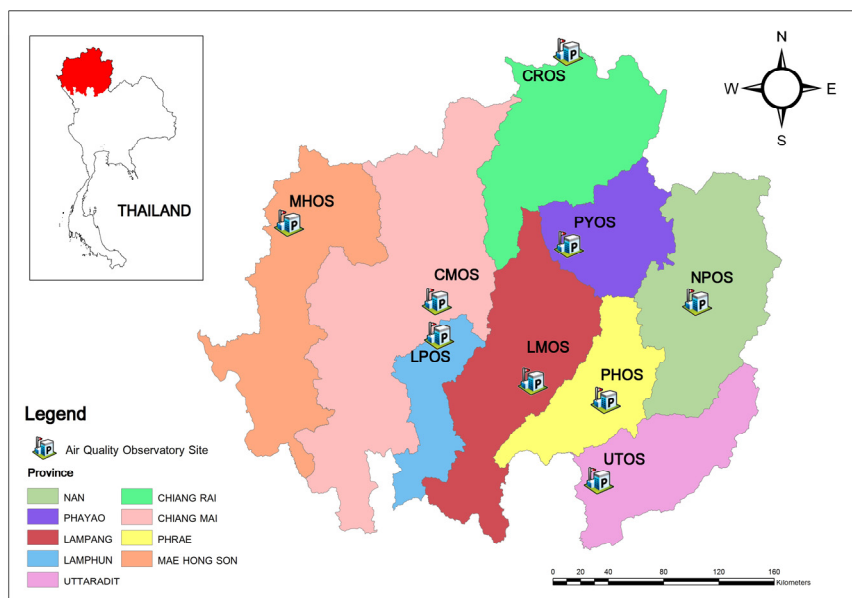 THAILAND
N
W E
S
CROS
MHOS
PYOS
CMOS
NPOS
LPOS
LMOS
PHOS
UTOS
P
P
P
P
P
P
P
P
P
Legend
P Air Quality Observatory Site
Province
NAN CHIANG RAI
PHAYAO CHIANG MAI
LAMPANG PHRAE
LAMPHUN MAE HONG SON
UTTARADIT
0 20 40 80 120 160
Kilometers